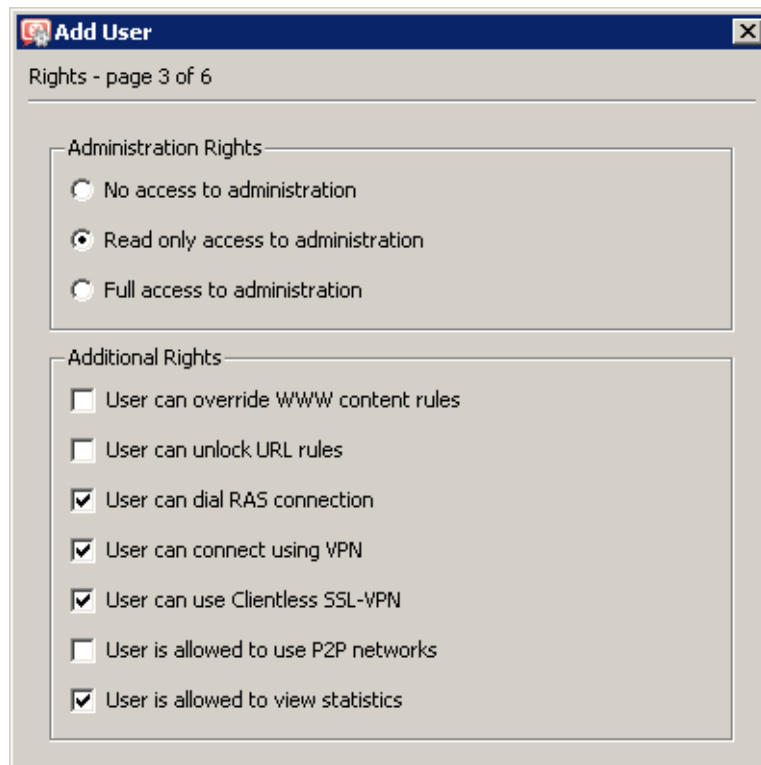 Add User
Rights - page 3 of 6
Administration Rights
No access to administration
Read only access to administration
Full access to administration
Additional Rights
User can override WWW content rules
User can unlock URL rules
User can dial RAS connection
User can connect using VPN
User can use Clientless SSL-VPN
User is allowed to use P2P networks
User is allowed to view statistics